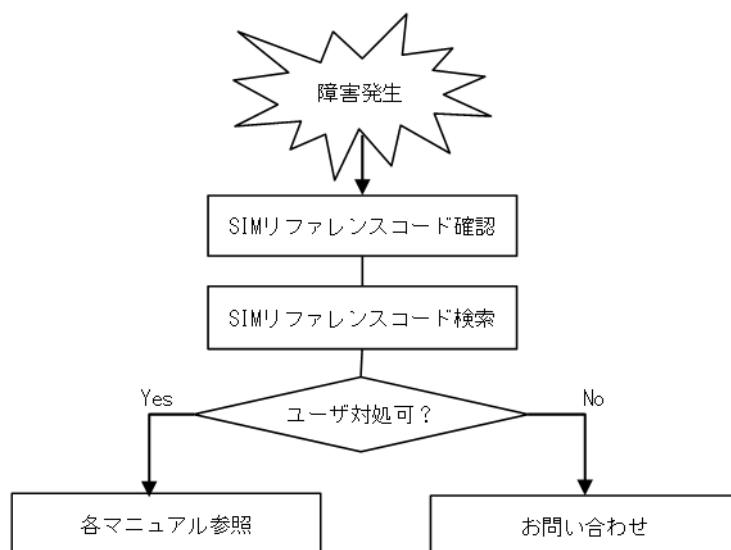 障害発生
SIMリファレンスコード確認
SIMリファレンスコード検索
Yes
ユーザ対処可？
No
各マニュアル参照
お問い合わせ